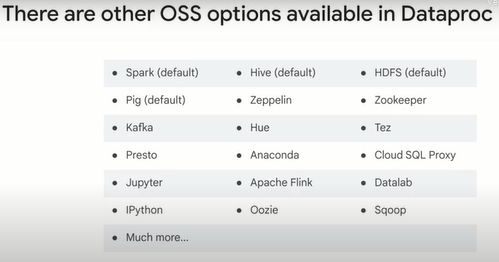 There are other OSS options available in Dataproc
• Spark (default) • Hive (default) • HDFS (default)
• Pig (default) • Zeppelin • Zookeeper
• Kafka • Hue • Tez
• Presto • Anaconda • Cloud SQL Proxy
• Jupyter • Apache Flink • Datalab
• IPython • Oozie • Sqoop
• Much more...